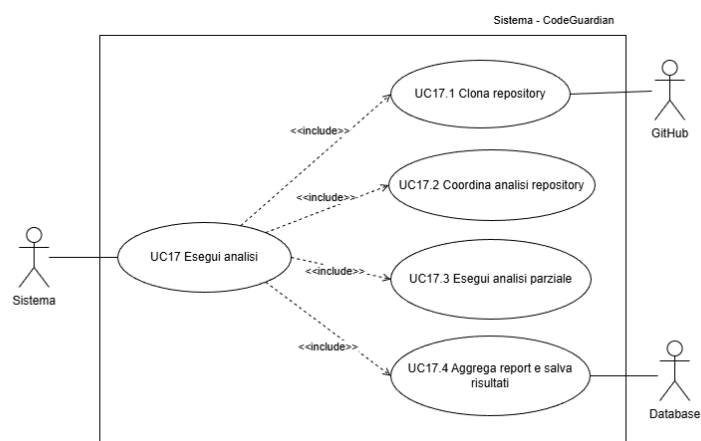 Sistema - CodeGuardian
UC17.1 Clona repository
GitHub
<<include>>
UC17.2 Coordina analisi repository
<<include>>
UC17 Esegui analisi
Sistema
UC17.3 Esegui analisi parziale
<<include>>
<<include>>
UC17.4 Aggrega report e salva
risultati
Database